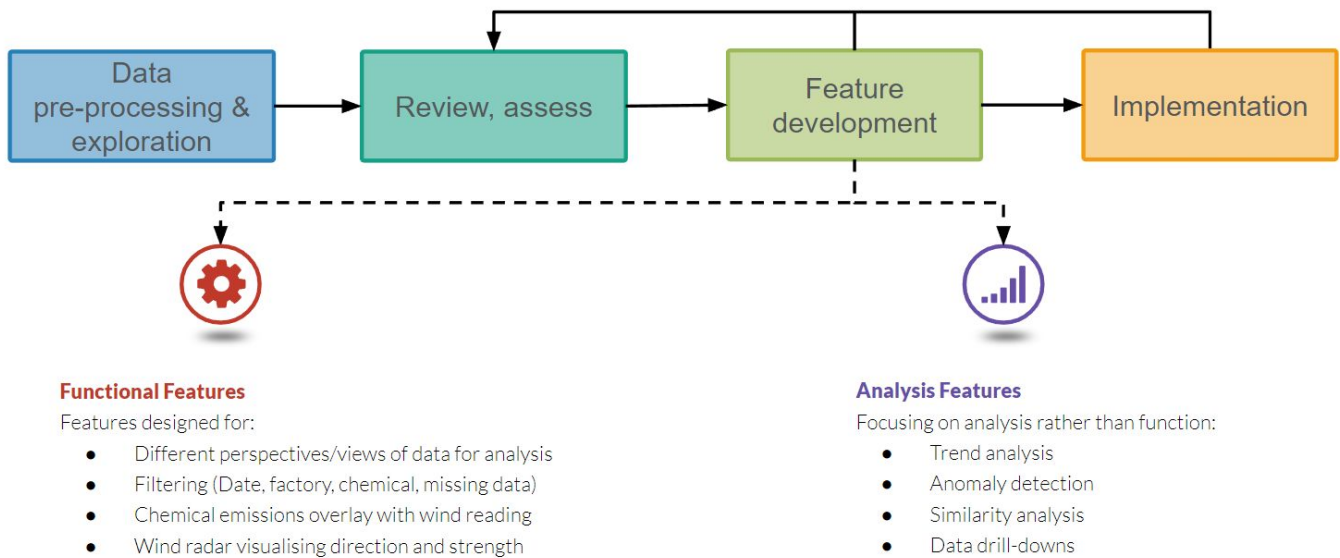 Data
pre-processing &
exploration
Review, assess
Feature
development
Implementation
Functional Features
Features designed for:
● Different perspectives/views of data for analysis
● Filtering (Date, factory, chemical, missing data)
● Chemical emissions overlay with wind reading
● Wind radar visualising direction and strength
Analysis Features
Focusing on analysis rather than function:
● Trend analysis
● Anomaly detection
● Similarity analysis
● Data drill-downs